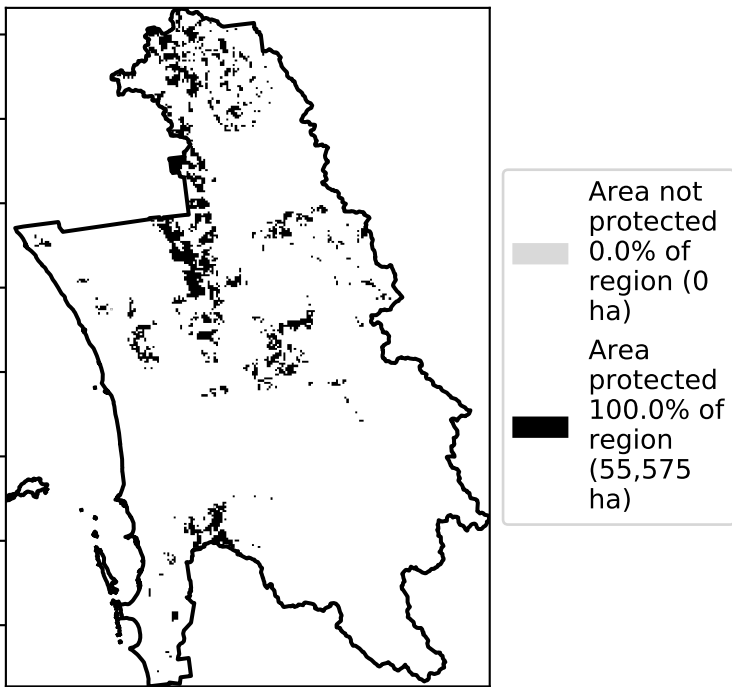 Area not
protected
0.0% of
region (0
ha)
Area
protected
100.0% of
region
(55,575
ha)